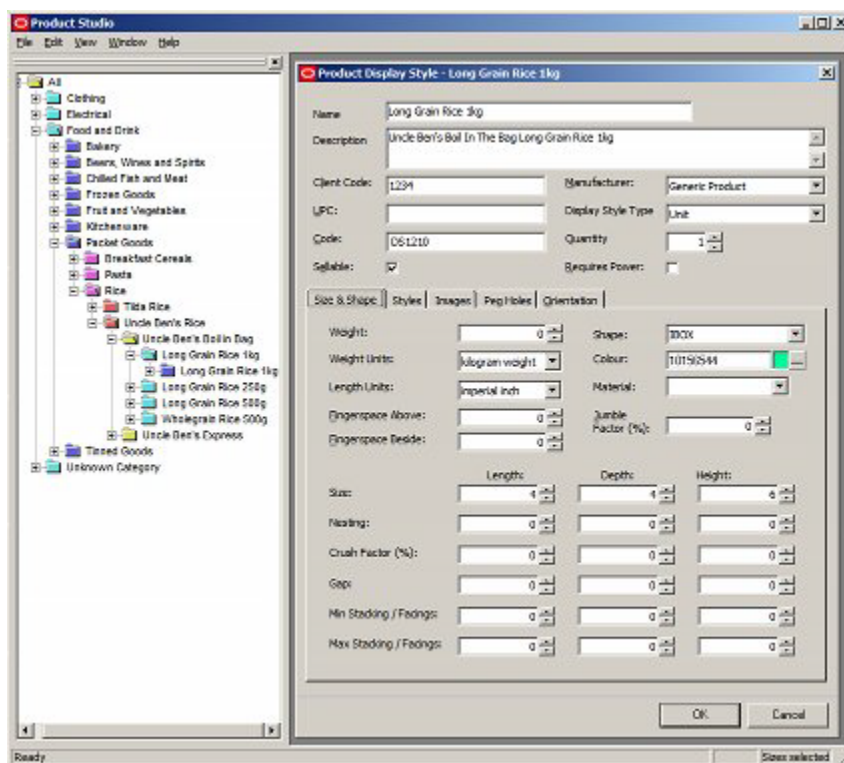 Product Studio
File Edit View Window Help
All
Clothing
Electrical
Food and Drink
Bakery
Beers, Wines and Spirits
Chilled Fish and Meat
Frozen Goods
Fruit and Vegetables
Kitchenware
Packet Goods
Breakfast Cereals
Pasta
Rice
Tilda Rice
Uncle Ben's Rice
Uncle Ben's Boil in Bag
Long Grain Rice 1kg
Long Grain Rice 1kg
Long Grain Rice 250g
Long Grain Rice 500g
Wholegrain Rice 500g
Uncle Ben's Express
Tinned Goods
Unknown Category
Product Display Style - Long Grain Rice 1kg
Name Long Grain Rice 1kg
Description Uncle Ben's Boil In The Bag Long Grain Rice 1kg
Client Code: 1234 Manufacturer: Generic Product
UPC: Display Style Type Unit
Code: DS1210 Quantity 1
Sellable: Requires Power:
Size & Shape Styles Images Peg Holes Orientation
Weight: 0 Shape: IBOX
Weight Units: kilogram weight Colour: 10156544 ...
Length Units: imperial inch Material:
Fingerspace Above: 0 Jumble Factor (%): 0
Fingerspace Beside: 0
Length: Depth: Height:
Size: 4 4 6
Nesting: 0 0 0
Crush Factor (%): 0 0 0
Gap: 0 0 0
Min Stacking / Facings: 0 0 0
Max Stacking / Facings: 0 0 0
OK Cancel
Ready Sizes selected